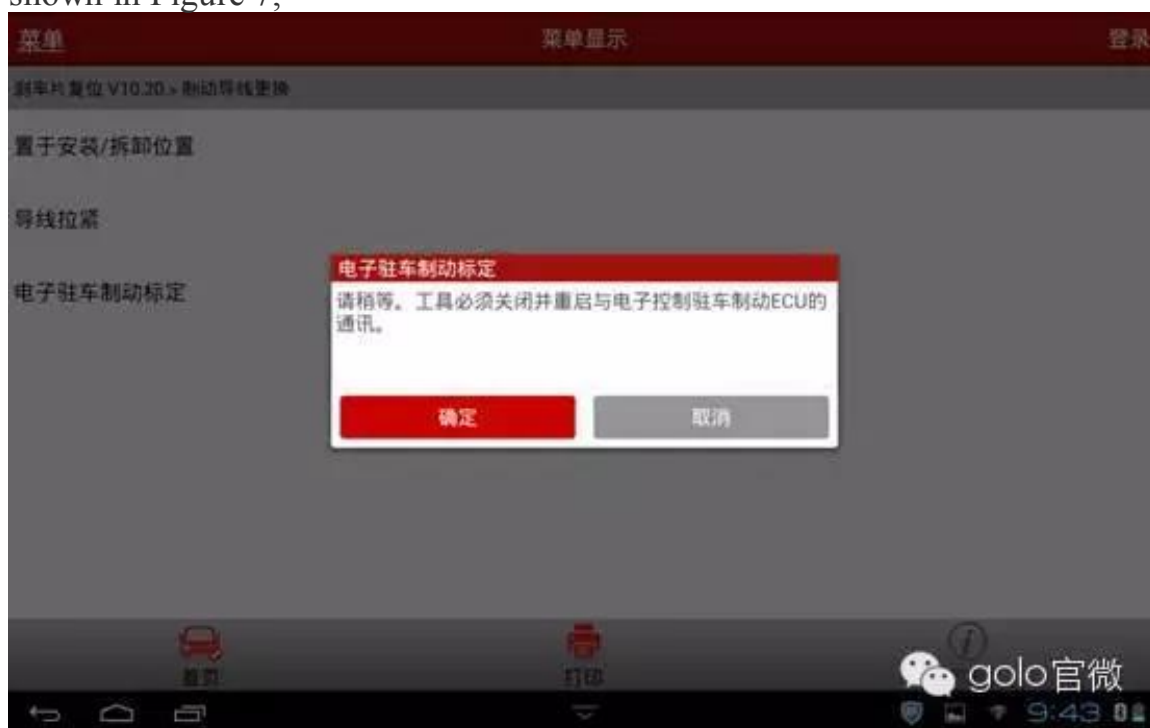 shown in Figure 7,
菜单
菜单显示
登录
刹车片复位 V10.20 > 制动导线更换
置于安装/拆卸位置
导线拉紧
电子驻车制动标定
电子驻车制动标定
请稍等。工具必须关闭并重启与电子控制驻车制动ECU的
通讯。
确定
取消
首页
打印
golo官微
9:43